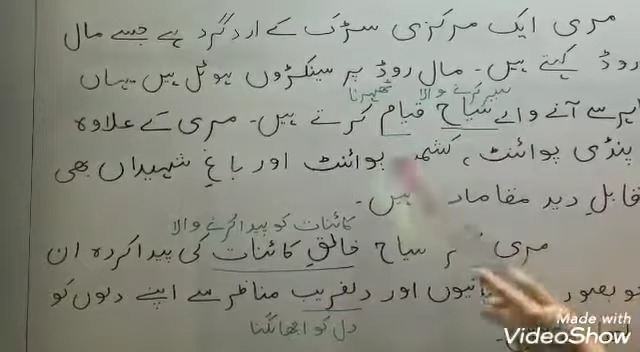 مری ایک مرکزی سڑک کے ارد گرد ہے جسے مال
روڈ کہتے ہیں۔ مال روڈ پر سینکڑوں ہوٹل ہیں یہاں
سیر کرنے والا ٹھہرنا
سے آنے والے سیاح قیام کرتے ہیں۔ مری کے علاوہ
پنڈی پوائنٹ، پوائنٹ اور باغِ شہیداں بھی
قابلِ دید مقامات ہیں۔
کائنات کو پیدا کرنے والا
مری سیاح خالقِ کائنات کی پیدا کردہ ان
اور دلفریب مناظر سے اپنے دلوں کو
دل کو اچھا لگنا
Made with
VideoShow